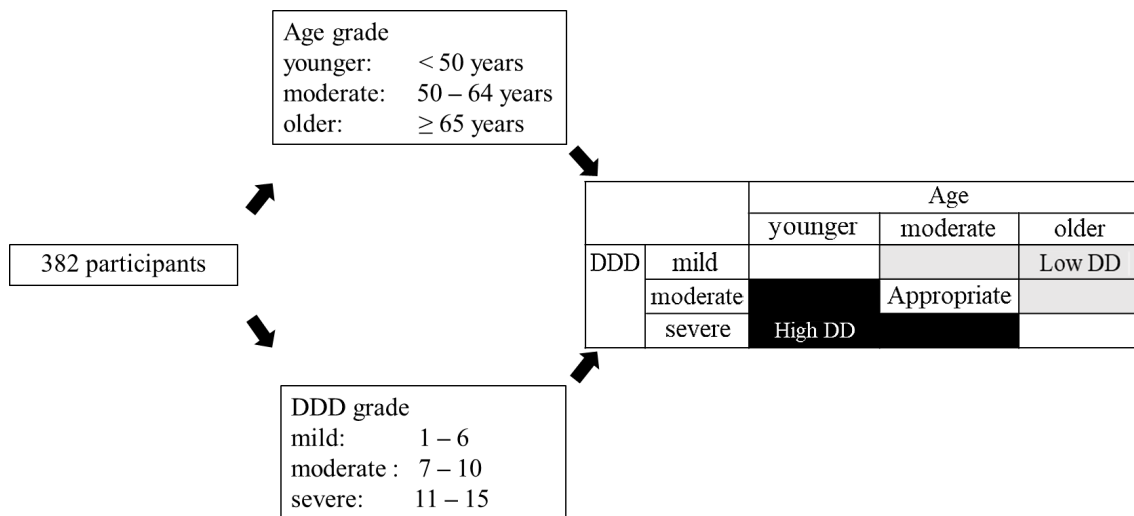 Age grade
younger: < 50 years
moderate: 50 – 64 years
older: ≥ 65 years
382 participants
Age
younger moderate older
DDD mild Low DD
moderate Appropriate
severe High DD
DDD grade
mild: 1 – 6
moderate : 7 – 10
severe: 11 – 15